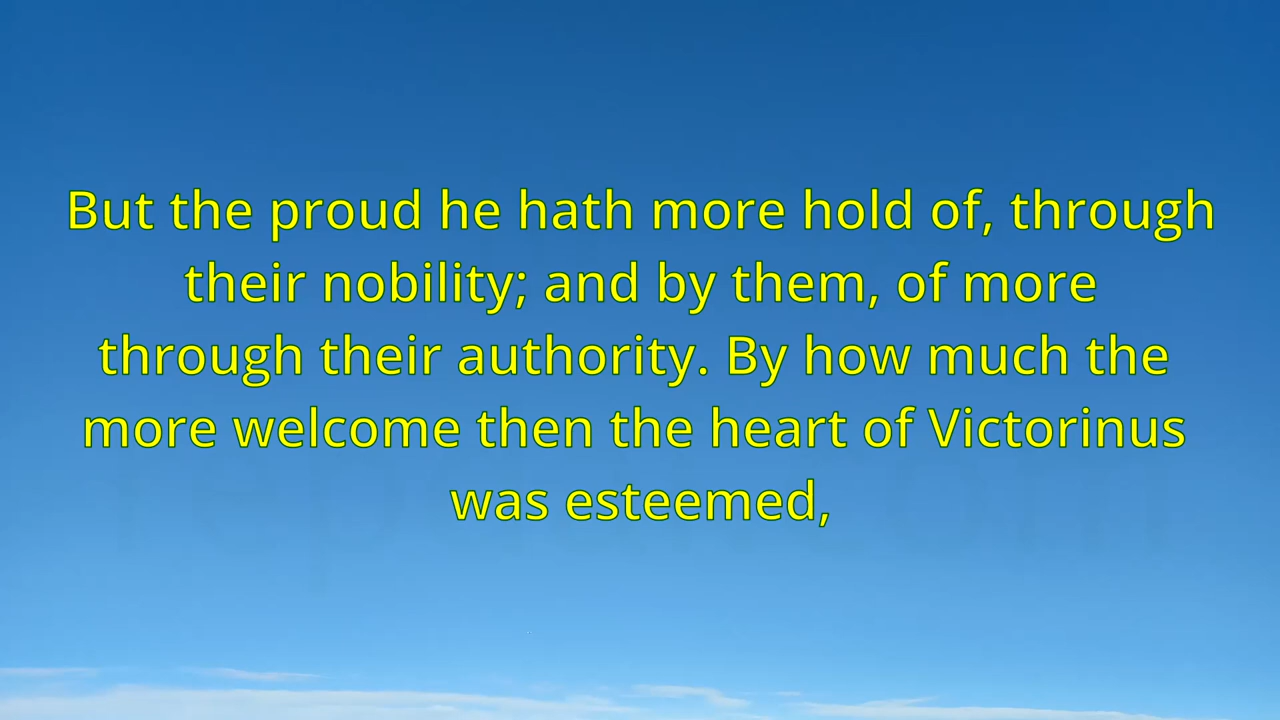 But the proud he hath more hold of, through
their nobility; and by them, of more
through their authority. By how much the
more welcome then the heart of Victorinus
was esteemed,